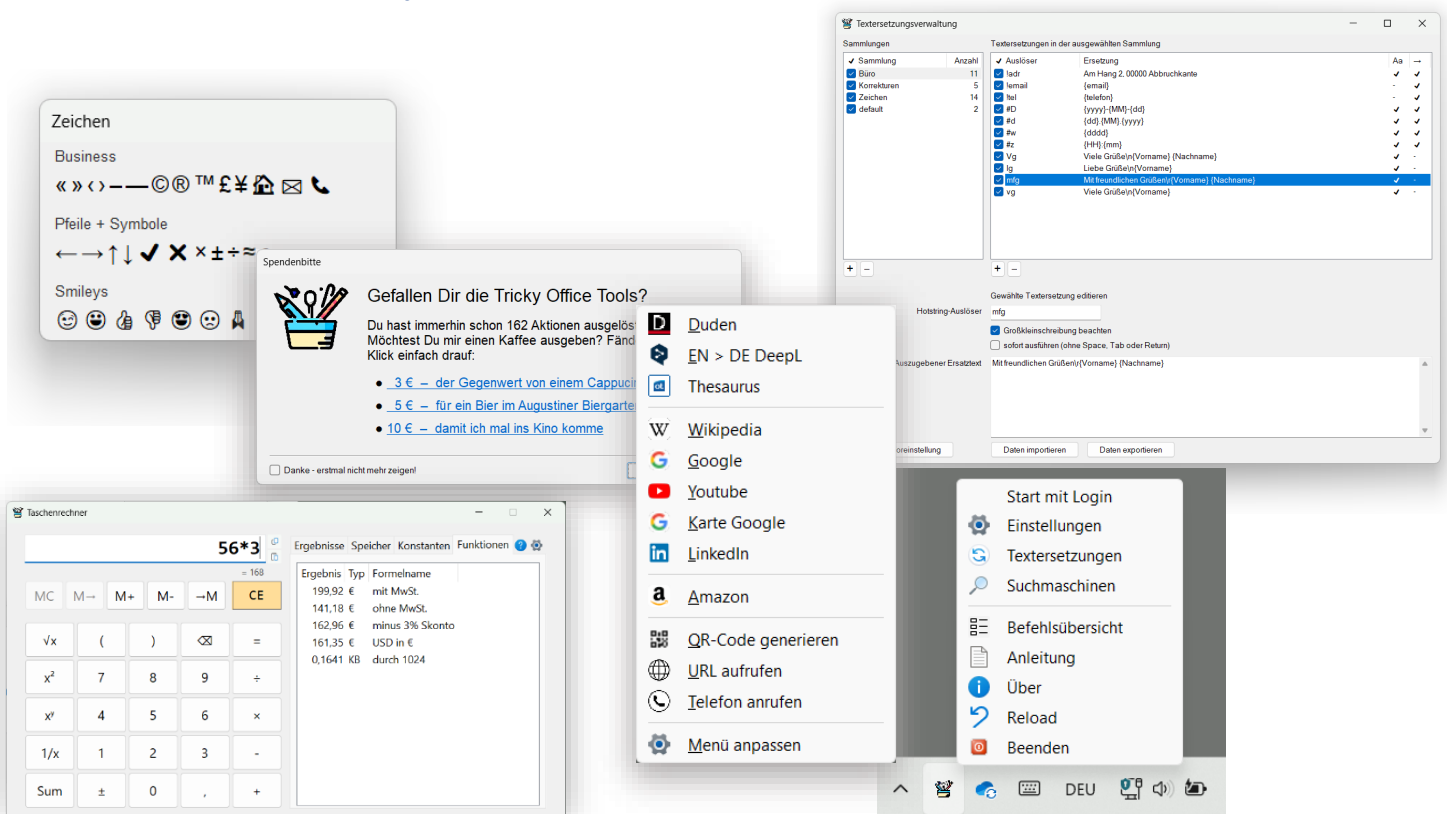 Zeichen
Business
«»‹›–—©®™£¥
Pfeile + Symbole
←→↑↓✔✖×±÷≈
Smileys
Spendenbitte
Gefallen Dir die Tricky Office Tools?
Du hast immerhin schon 162 Aktionen ausgelös
Möchtest Du mir einen Kaffee ausgeben? Fänd
Klick einfach drauf:
• 3 € – der Gegenwert von einem Cappuci
• 5 € – für ein Bier im Augustiner Biergarte
• 10 € – damit ich mal ins Kino komme
Danke - erstmal nicht mehr zeigen!
Textersetzungsverwaltung
Sammlungen
✔ Sammlung Anzahl
Büro 11
Korrekturen 5
Zeichen 14
default 2
+ −
Textersetzungen in der ausgewählten Sammlung
✔ Auslöser Ersetzung Aa →
!adr Am Hang 2, 00000 Abbruchkante ✔ ✔
!email {email} - ✔
!tel {telefon} - ✔
#D {yyyy}-{MM}-{dd} ✔ ✔
#d {dd}.{MM}.{yyyy} ✔ ✔
#w {dddd} ✔ ✔
#z {HH}:{mm} ✔ ✔
Vg Viele Grüße\n{Vorname} {Nachname} ✔ -
lg Liebe Grüße\n{Vorname} ✔ -
mfg Mit freundlichen Grüßen\r{Vorname} {Nachname} ✔ -
vg Viele Grüße\n{Vorname} ✔ -
+ −
Gewählte Textersetzung editieren
Hotstring-Auslöser mfg
Großkleinschreibung beachten
sofort ausführen (ohne Space, Tab oder Return)
Auszugebener Ersatztext Mit freundlichen Grüßen\r{Vorname} {Nachname}
oreinstellung Daten importieren Daten exportieren
Duden
EN > DE DeepL
Thesaurus
W Wikipedia
Google
Youtube
Karte Google
in LinkedIn
a Amazon
QR-Code generieren
URL aufrufen
Telefon anrufen
Menü anpassen
Start mit Login
Einstellungen
Textersetzungen
Suchmaschinen
Befehlsübersicht
Anleitung
Über
Reload
Beenden
DEU
Taschenrechner
56*3
= 168
MC M→ M+ M- →M CE
√x ( ) ⌫ =
x² 7 8 9 ÷
xʸ 4 5 6 ×
1/x 1 2 3 -
Sum ± 0 , +
Ergebnisse Speicher Konstanten Funktionen
Ergebnis Typ Formelname
199,92 € mit MwSt.
141,18 € ohne MwSt.
162,96 € minus 3% Skonto
161,35 € USD in €
0,1641 KB durch 1024